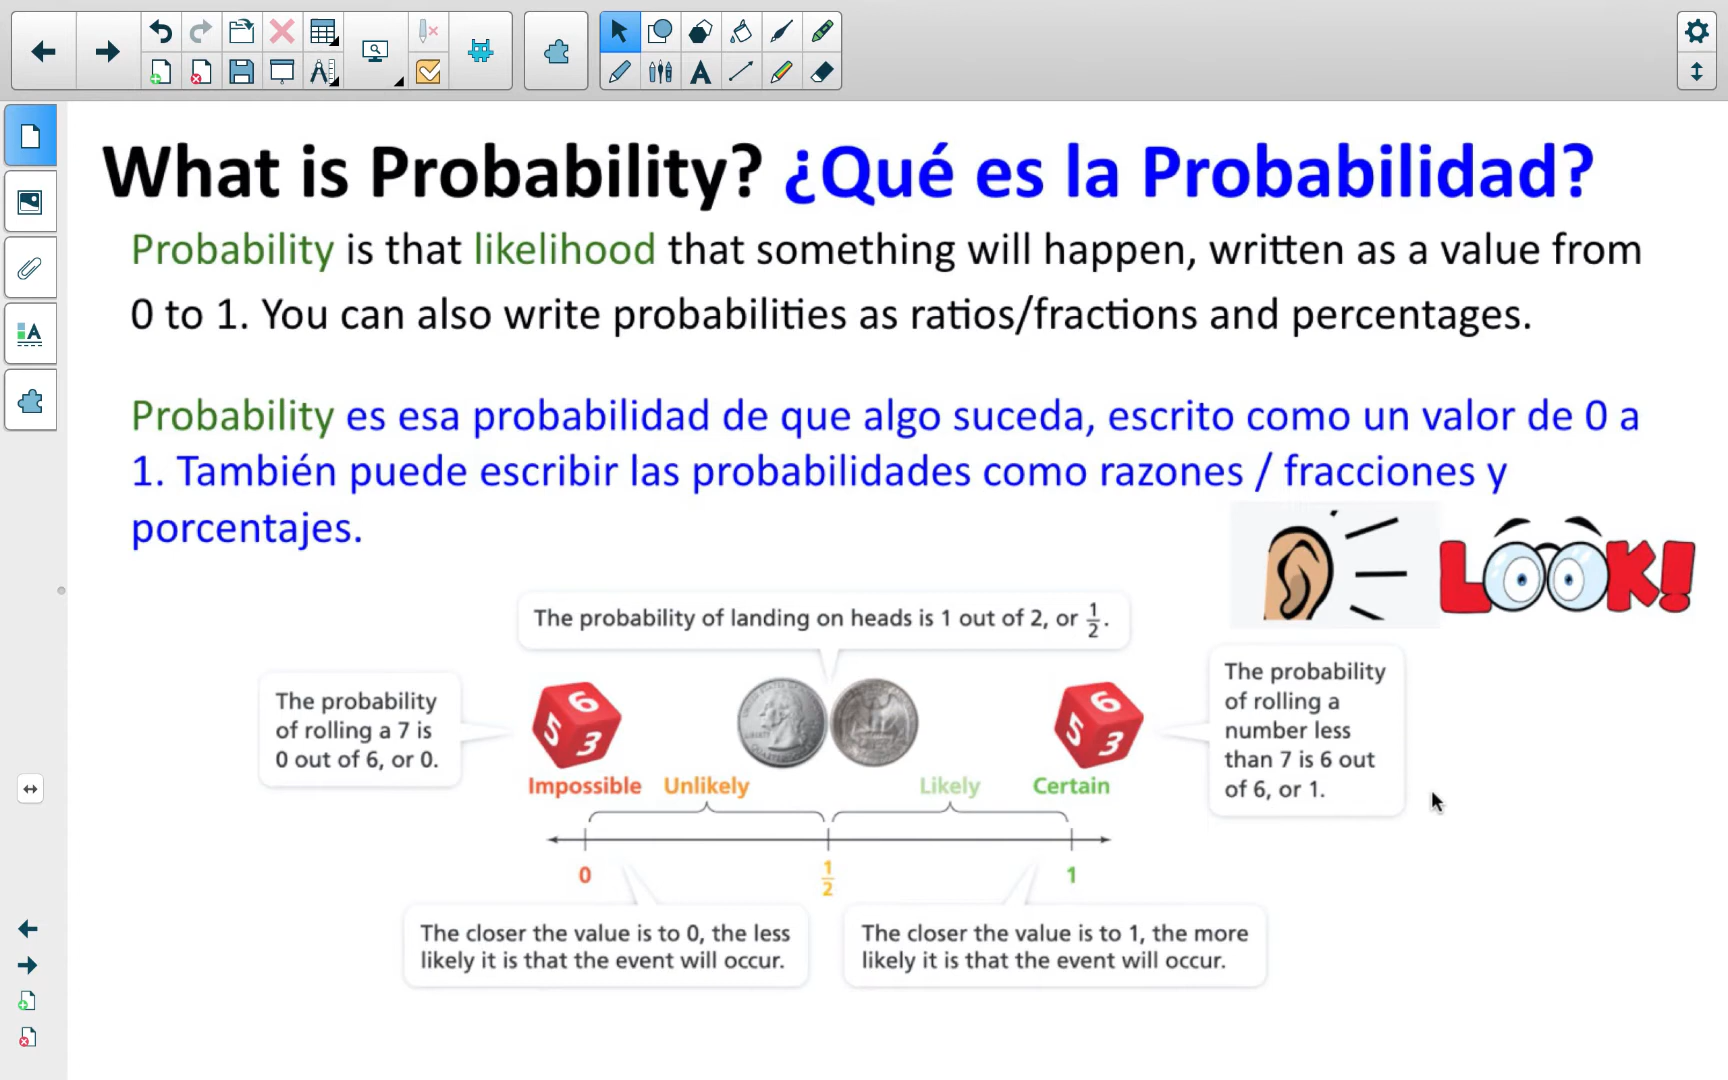 What is Probability? ¿Qué es la Probabilidad?
Probability is that likelihood that something will happen, written as a value from
0 to 1. You can also write probabilities as ratios/fractions and percentages.
Probability es esa probabilidad de que algo suceda, escrito como un valor de 0 a
1. También puede escribir las probabilidades como razones / fracciones y
porcentajes.
LOOK!
The probability of landing on heads is 1 out of 2, or 1/2.
The probability
of rolling a 7 is
0 out of 6, or 0.
6
5 3
6
5 3
The probability
of rolling a
number less
than 7 is 6 out
of 6, or 1.
Impossible Unlikely Likely Certain
0 1/2 1
The closer the value is to 0, the less
likely it is that the event will occur.
The closer the value is to 1, the more
likely it is that the event will occur.